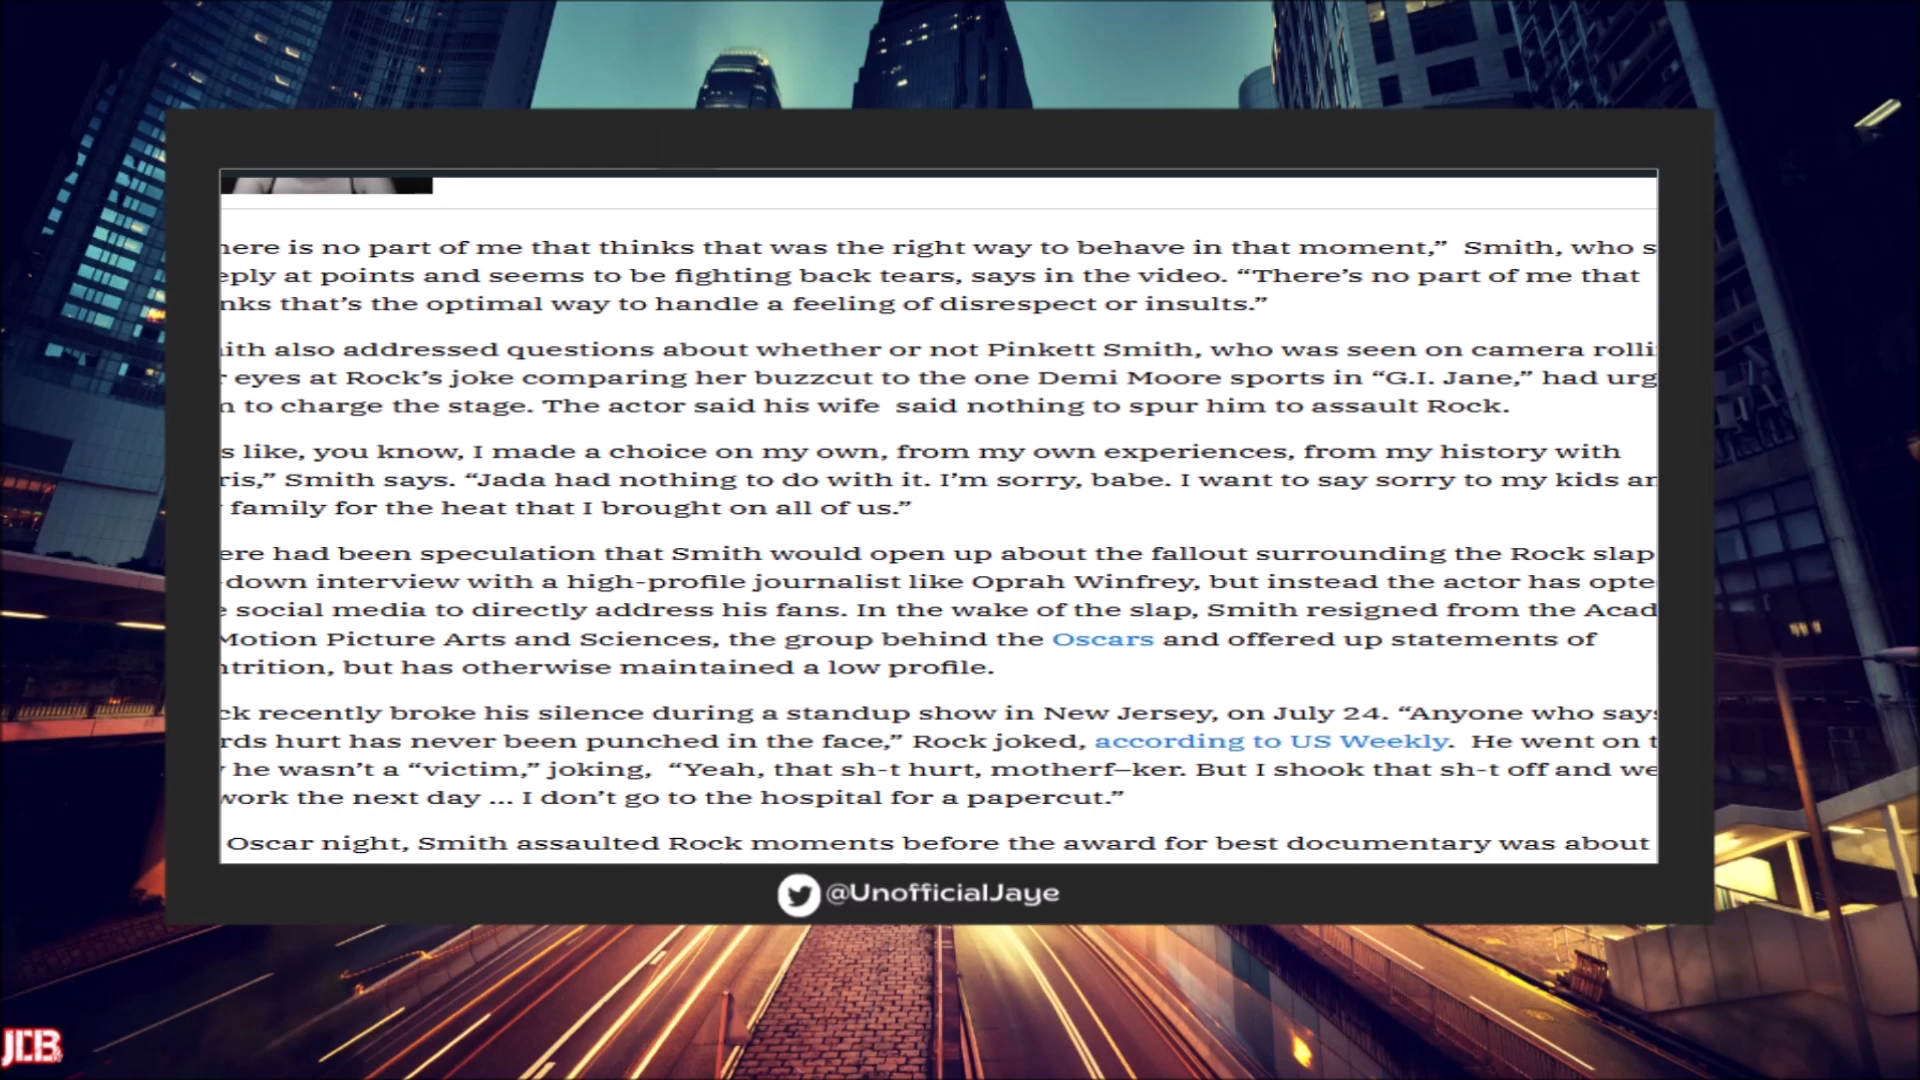 here is no part of me that thinks that was the right way to behave in that moment,” Smith, who s
eply at points and seems to be fighting back tears, says in the video. “There’s no part of me that
nks that’s the optimal way to handle a feeling of disrespect or insults.”
ith also addressed questions about whether or not Pinkett Smith, who was seen on camera rolli
r eyes at Rock’s joke comparing her buzzcut to the one Demi Moore sports in “G.I. Jane,” had urg
n to charge the stage. The actor said his wife said nothing to spur him to assault Rock.
s like, you know, I made a choice on my own, from my own experiences, from my history with
ris,” Smith says. “Jada had nothing to do with it. I’m sorry, babe. I want to say sorry to my kids an
family for the heat that I brought on all of us.”
ere had been speculation that Smith would open up about the fallout surrounding the Rock slap
-down interview with a high-profile journalist like Oprah Winfrey, but instead the actor has opte
e social media to directly address his fans. In the wake of the slap, Smith resigned from the Acad
Motion Picture Arts and Sciences, the group behind the Oscars and offered up statements of
ntrition, but has otherwise maintained a low profile.
ck recently broke his silence during a standup show in New Jersey, on July 24. “Anyone who says
rds hurt has never been punched in the face,” Rock joked, according to US Weekly. He went on t
he wasn’t a “victim,” joking, “Yeah, that sh-t hurt, motherf–ker. But I shook that sh-t off and we
work the next day ... I don’t go to the hospital for a papercut.”
Oscar night, Smith assaulted Rock moments before the award for best documentary was about
@UnofficialJaye
JCB